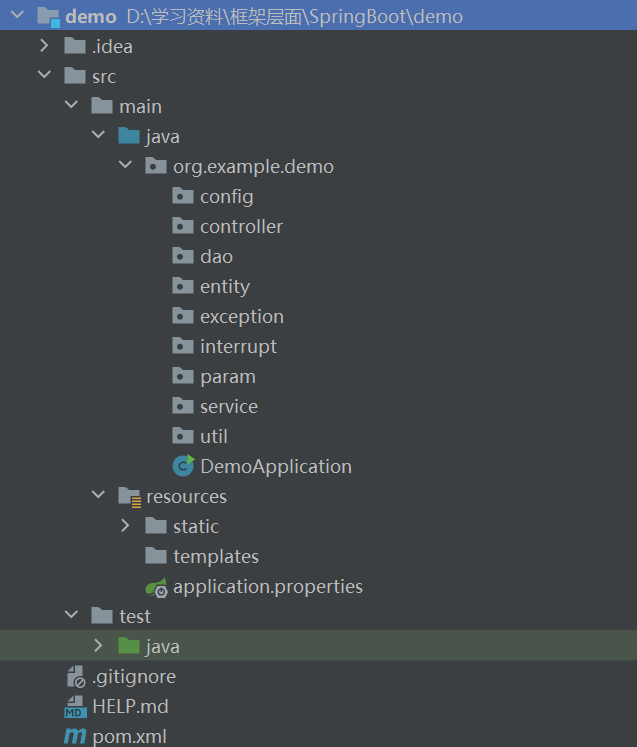 demo D:\学习资料\框架层面\SpringBoot\demo
.idea
src
main
java
org.example.demo
config
controller
dao
entity
exception
interrupt
param
service
util
C DemoApplication
resources
static
templates
application.properties
test
java
.gitignore
MD HELP.md
m pom.xml